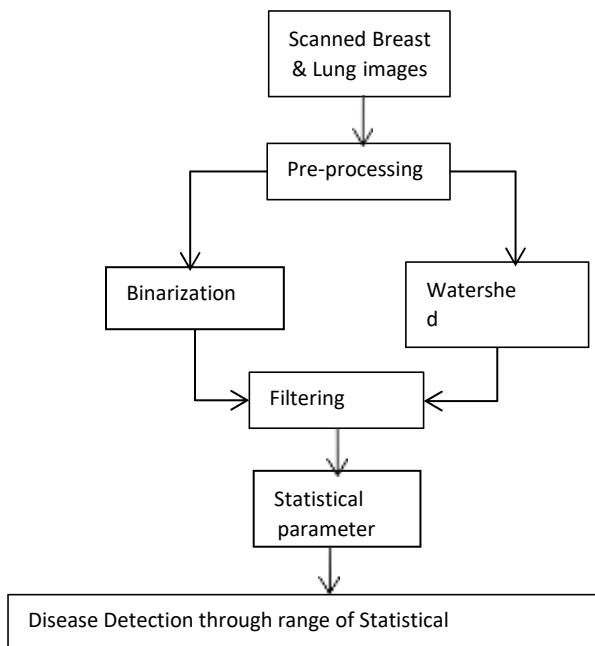 Scanned Breast
& Lung images
Pre-processing
Binarization
Watershe
d
Filtering
Statistical
parameter
Disease Detection through range of Statistical